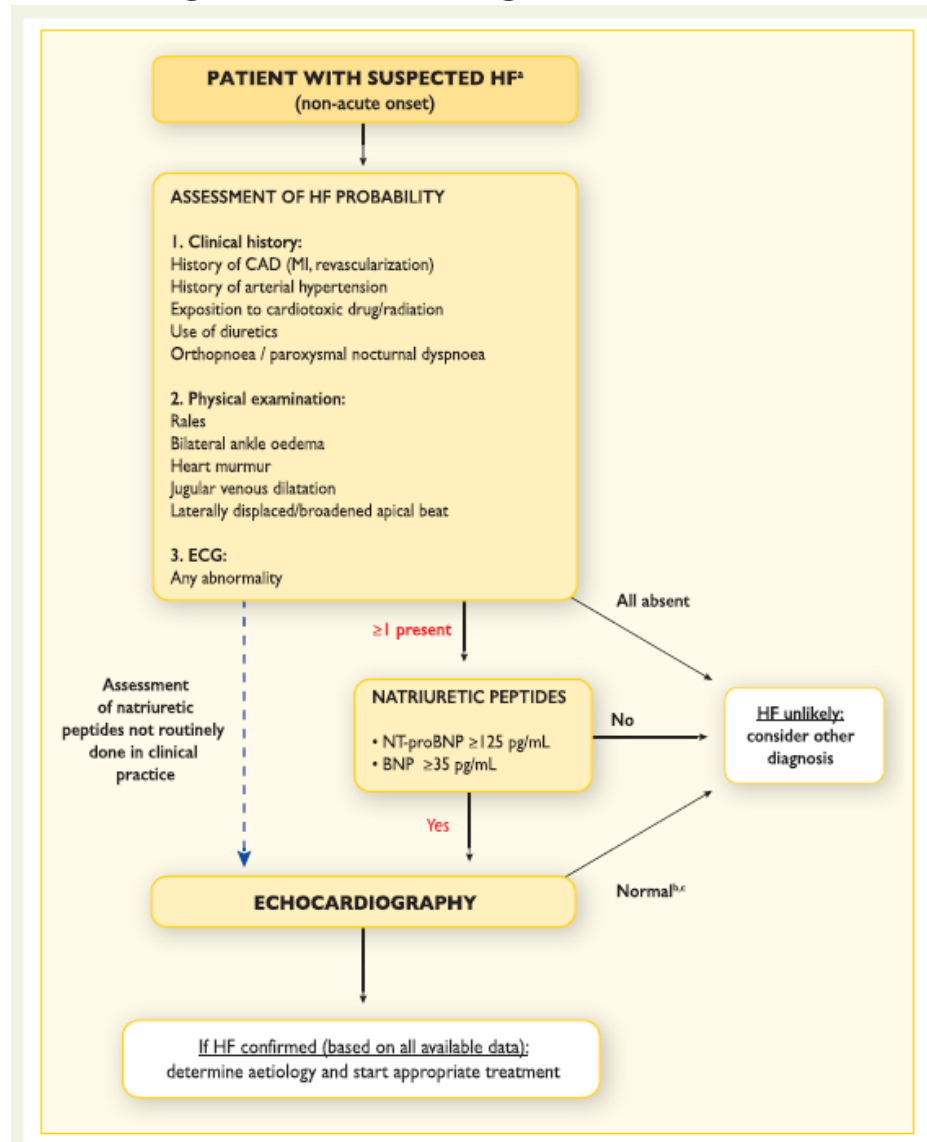 PATIENT WITH SUSPECTED HFᵃ
(non-acute onset)
ASSESSMENT OF HF PROBABILITY
1. Clinical history:
History of CAD (MI, revascularization)
History of arterial hypertension
Exposition to cardiotoxic drug/radiation
Use of diuretics
Orthopnoea / paroxysmal nocturnal dyspnoea
2. Physical examination:
Rales
Bilateral ankle oedema
Heart murmur
Jugular venous dilatation
Laterally displaced/broadened apical beat
3. ECG:
Any abnormality
All absent
≥1 present
Assessment
of natriuretic
peptides not routinely
done in clinical
practice
NATRIURETIC PEPTIDES
• NT-proBNP ≥125 pg/mL
• BNP ≥35 pg/mL
No
HF unlikely:
consider other
diagnosis
Yes
Normalᵇ,ᶜ
ECHOCARDIOGRAPHY
If HF confirmed (based on all available data):
determine aetiology and start appropriate treatment